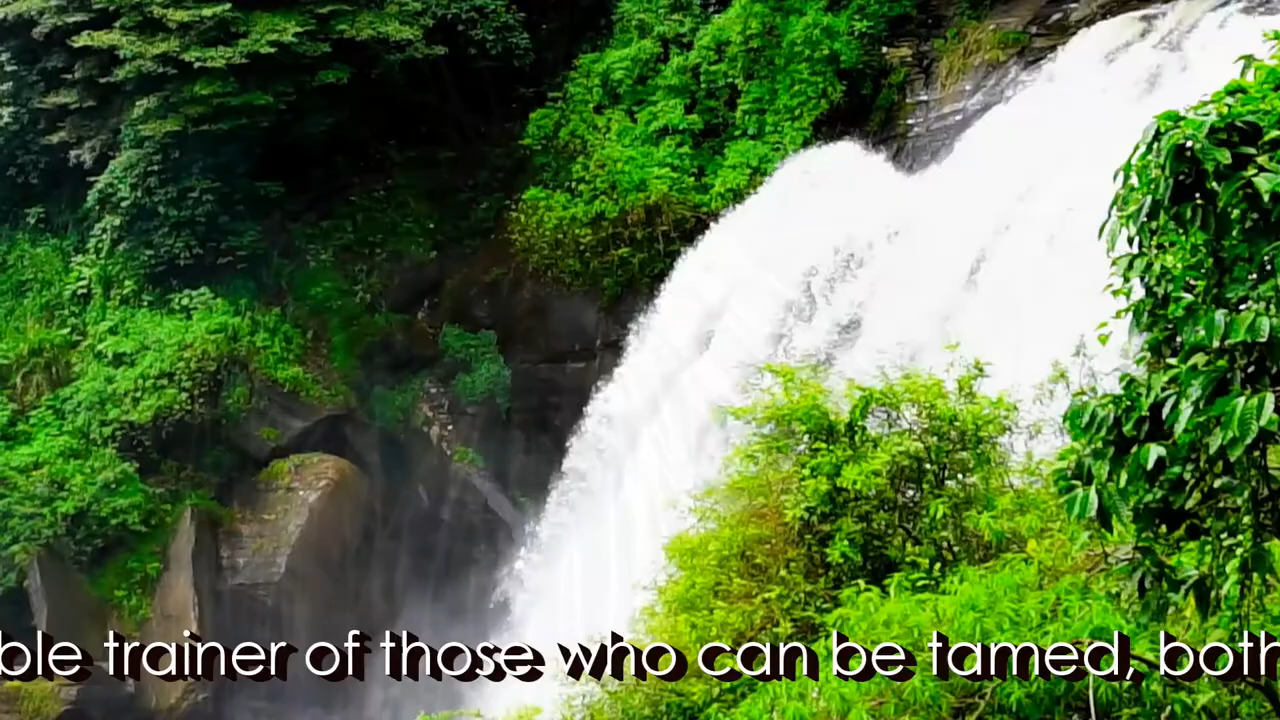 ble trainer of those who can be tamed, both